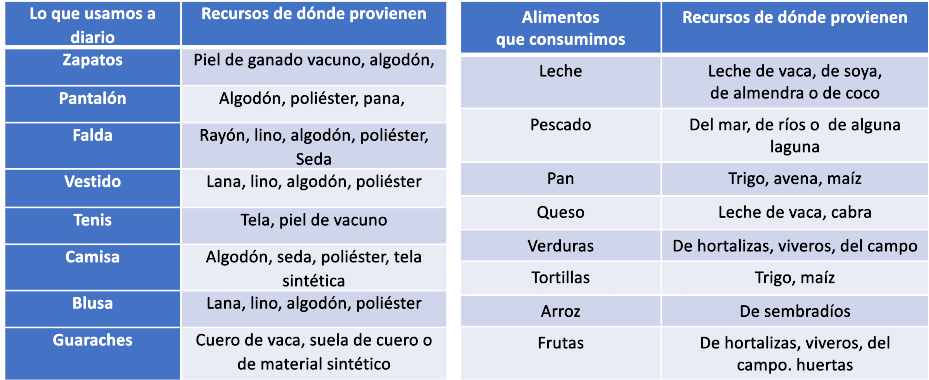 Lo que usamos a
diario
Recursos de dónde provienen
Zapatos
Piel de ganado vacuno, algodón,
Pantalón
Algodón, poliéster, pana,
Falda
Rayón, lino, algodón, poliéster,
Seda
Vestido
Lana, lino, algodón, poliéster
Tenis
Tela, piel de vacuno
Camisa
Algodón, seda, poliéster, tela
sintética
Blusa
Lana, lino, algodón, poliéster
Guaraches
Cuero de vaca, suela de cuero o
de material sintético
Alimentos
que consumimos
Recursos de dónde provienen
Leche
Leche de vaca, de soya,
de almendra o de coco
Pescado
Del mar, de ríos o de alguna
laguna
Pan
Trigo, avena, maíz
Queso
Leche de vaca, cabra
Verduras
De hortalizas, viveros, del campo
Tortillas
Trigo, maíz
Arroz
De sembradíos
Frutas
De hortalizas, viveros, del
campo. huertas